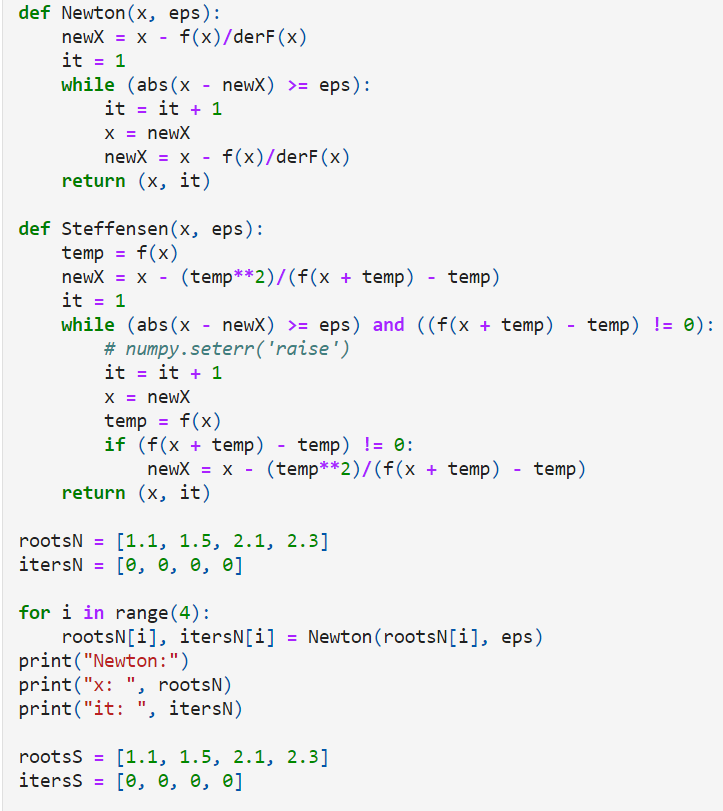 def Newton(x, eps):
    newX = x - f(x)/derF(x)
    it = 1
    while (abs(x - newX) >= eps):
        it = it + 1
        x = newX
        newX = x - f(x)/derF(x)
    return (x, it)

def Steffensen(x, eps):
    temp = f(x)
    newX = x - (temp**2)/(f(x + temp) - temp)
    it = 1
    while (abs(x - newX) >= eps) and ((f(x + temp) - temp) != 0):
        # numpy.seterr('raise')
        it = it + 1
        x = newX
        temp = f(x)
        if (f(x + temp) - temp) != 0:
            newX = x - (temp**2)/(f(x + temp) - temp)
    return (x, it)

rootsN = [1.1, 1.5, 2.1, 2.3]
itersN = [0, 0, 0, 0]

for i in range(4):
    rootsN[i], itersN[i] = Newton(rootsN[i], eps)
print("Newton:")
print("x: ", rootsN)
print("it: ", itersN)

rootsS = [1.1, 1.5, 2.1, 2.3]
itersS = [0, 0, 0, 0]